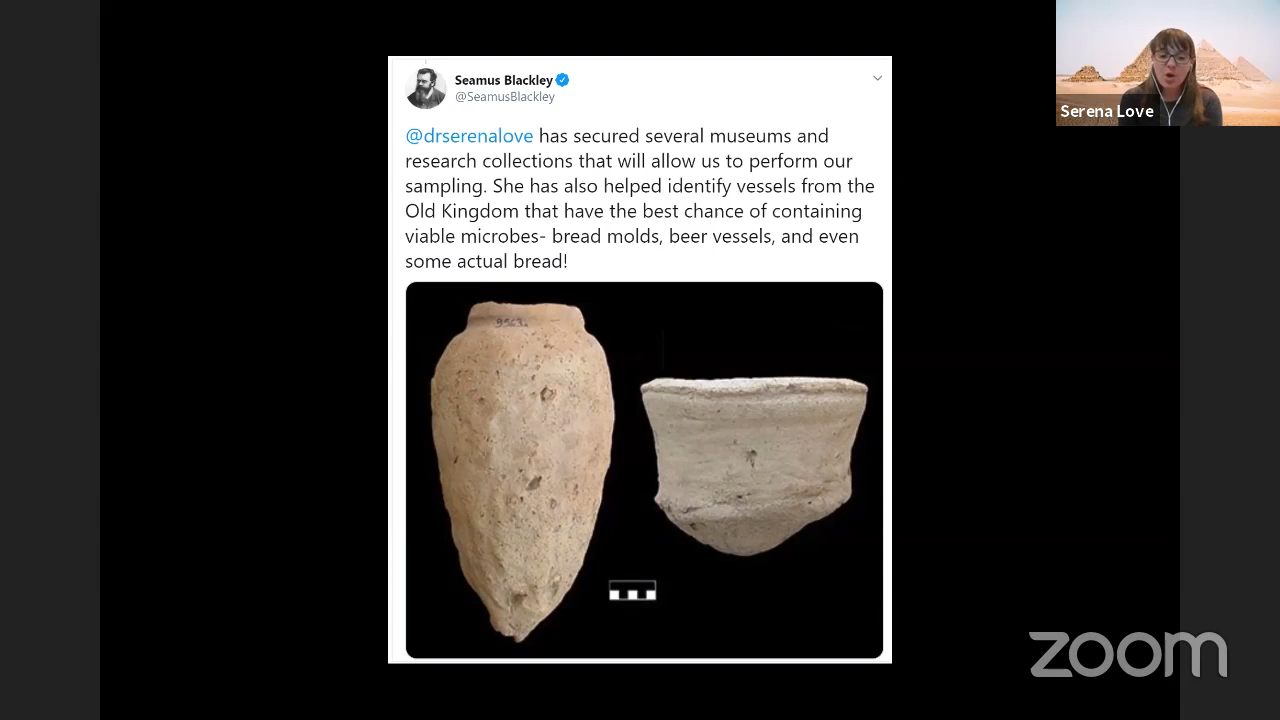 Seamus Blackley
@SeamusBlackley
@drserenalove has secured several museums and
research collections that will allow us to perform our
sampling. She has also helped identify vessels from the
Old Kingdom that have the best chance of containing
viable microbes- bread molds, beer vessels, and even
some actual bread!
Serena Love
zoom